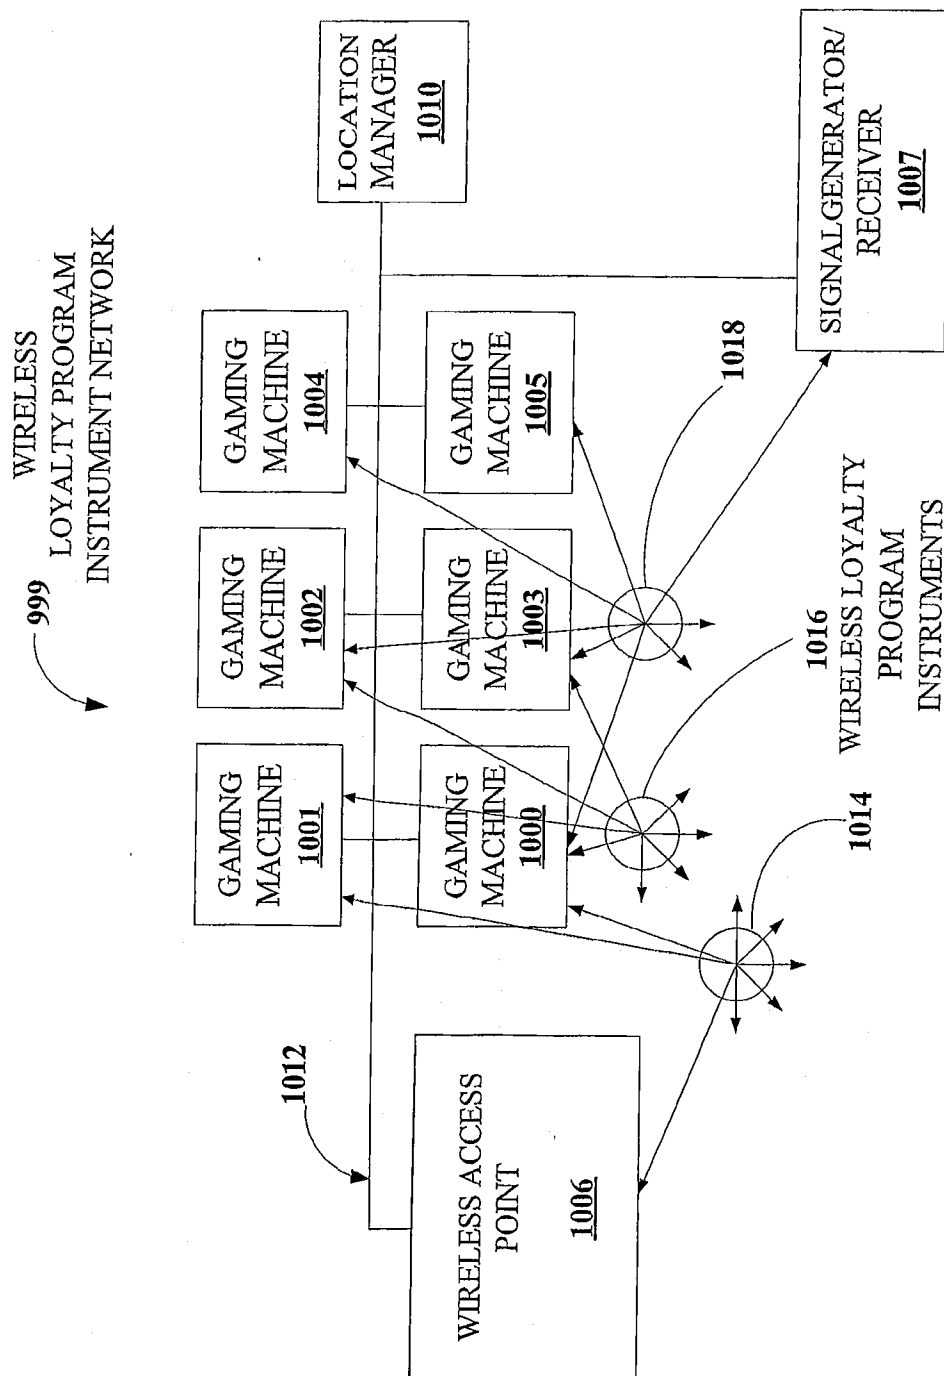 WIRELESS
LOYALTY PROGRAM
INSTRUMENT NETWORK
999
1012
WIRELESS ACCESS
POINT
1006
GAMING
MACHINE
1001
GAMING
MACHINE
1002
GAMING
MACHINE
1004
GAMING
MACHINE
1000
GAMING
MACHINE
1003
GAMING
MACHINE
1005
LOCATION
MANAGER
1010
1014
1016
1018
WIRELESS LOYALTY
PROGRAM
INSTRUMENTS
SIGNALGENERATOR/
RECEIVER
1007